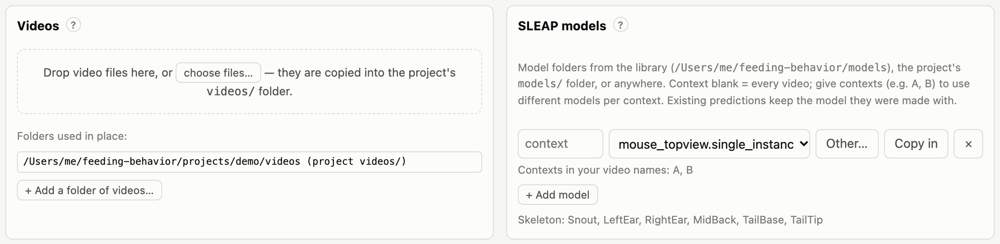 Videos ?
Drop video files here, or choose files... — they are copied into the project's
videos/ folder.
Folders used in place:
/Users/me/feeding-behavior/projects/demo/videos (project videos/)
+ Add a folder of videos...
SLEAP models ?
Model folders from the library (/Users/me/feeding-behavior/models), the project's
models/ folder, or anywhere. Context blank = every video; give contexts (e.g. A, B) to use
different models per context. Existing predictions keep the model they were made with.
context mouse_topview.single_instanc Other... Copy in ×
Contexts in your video names: A, B
+ Add model
Skeleton: Snout, LeftEar, RightEar, MidBack, TailBase, TailTip